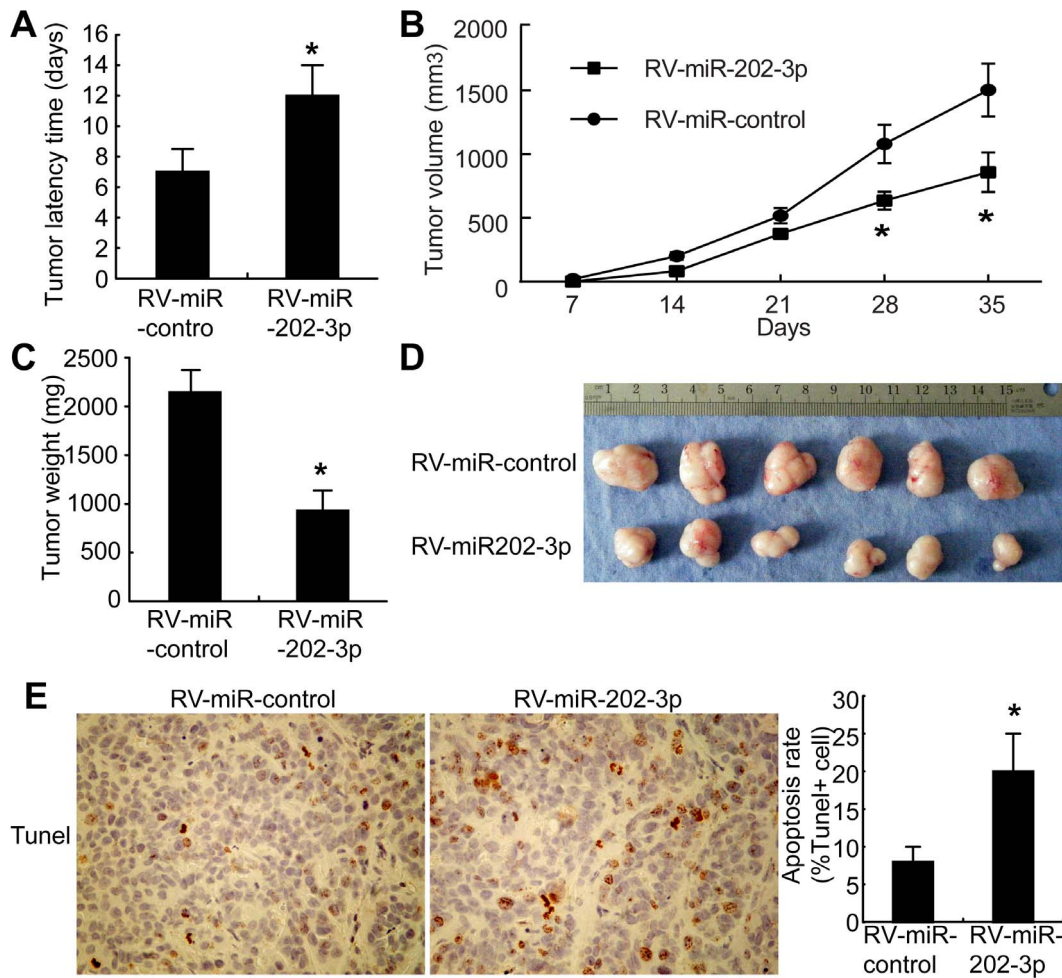 A
Tumor latency time (days)
16
14
12
10
8
6
4
2
0
*
RV-miR
-contro
RV-miR
-202-3p
B
Tumor volume (mm3)
2000
1500
1000
500
0
RV-miR-202-3p
RV-miR-control
*
*
7
14
21
28
35
Days
C
Tumor weight (mg)
2500
2000
1500
1000
500
0
*
RV-miR
-control
RV-miR
-202-3p
D
1 2 3 4 5 6 7 8 9 10 11 12 13 14 15
RV-miR-control
RV-miR202-3p
E
RV-miR-control
RV-miR-202-3p
Tunel
Apoptosis rate
(%Tunel+ cell)
30
25
20
15
10
5
0
*
RV-miR-
control
RV-miR-
202-3p